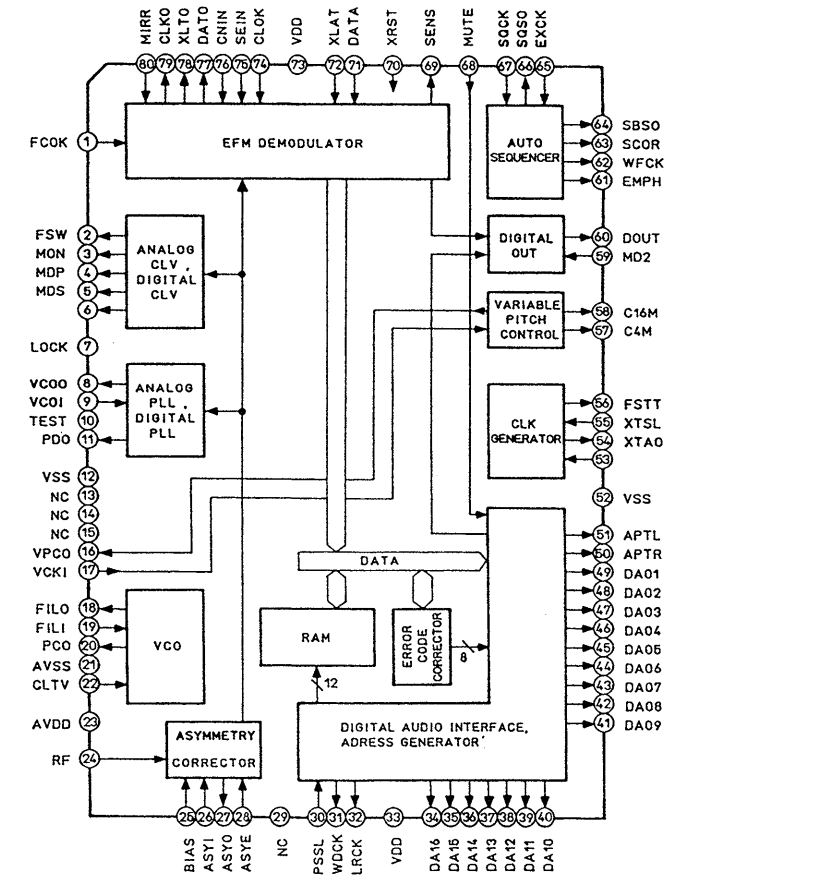 MIRR
CLKO
XLTO
DATO
CNIN
SEIN
CLOK
VDD
XLAT
DATA
XRST
SENS
MUTE
SQCK
SQSO
EXCK
80
79
78
77
76
75
74
73
72
71
70
69
68
67
66
65
FCOK
1
EFM DEMODULATOR
AUTO
SEQUENCER
64
SBSO
63
SCOR
62
WFCK
61
EMPH
FSW
2
MON
3
MDP
4
MDS
5
6
ANALOG
CLV ,
DIGITAL
CLV
DIGITAL
OUT
60
DOUT
59
MD2
VARIABLE
PITCH
CONTROL
58
C16M
57
C4M
LOCK
7
VCOO
8
VCOI
9
TEST
10
PDO
11
ANALOG
PLL ,
DIGITAL
PLL
CLK
GENERATOR
56
FSTT
55
XTSL
54
XTAO
53
VSS
12
NC
13
NC
14
NC
15
VPCO
16
VCKI
17
52
VSS
DATA
51
APTL
50
APTR
49
DA01
48
DA02
47
DA03
46
DA04
45
DA05
44
DA06
43
DA07
42
DA08
41
DA09
FILO
18
FILI
19
PCO
20
AVSS
21
CLTV
22
VCO
RAM
ERROR
CODE
CORRECTOR
8
12
AVDD
23
RF
24
ASYMMETRY
CORRECTOR
DIGITAL AUDIO INTERFACE,
ADRESS GENERATOR
25
26
27
28
29
30
31
32
33
34
35
36
37
38
39
40
BIAS
ASYI
ASYO
ASYE
NC
PSSL
WDCK
LRCK
VDD
DA16
DA15
DA14
DA13
DA12
DA11
DA10